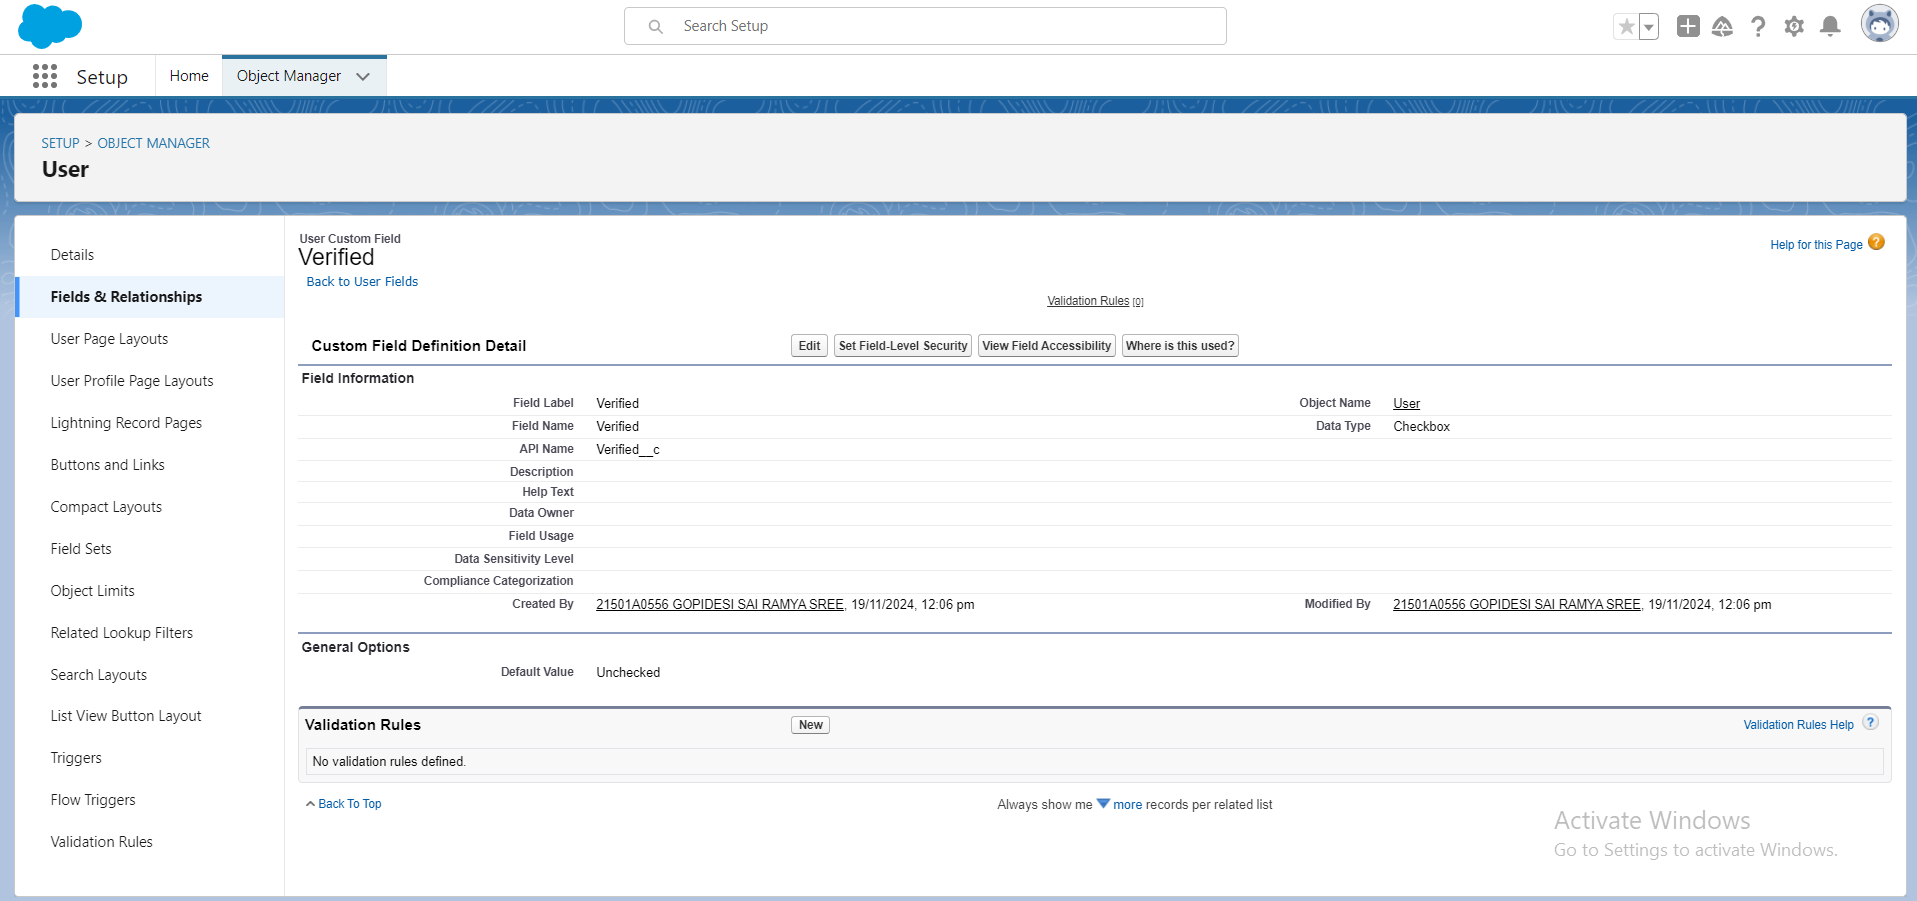 Search Setup
Setup
Home
Object Manager
SETUP > OBJECT MANAGER
User
Details
Fields & Relationships
User Page Layouts
User Profile Page Layouts
Lightning Record Pages
Buttons and Links
Compact Layouts
Field Sets
Object Limits
Related Lookup Filters
Search Layouts
List View Button Layout
Triggers
Flow Triggers
Validation Rules
User Custom Field
Verified
Back to User Fields
Help for this Page
Validation Rules [0]
Custom Field Definition Detail
Edit
Set Field-Level Security
View Field Accessibility
Where is this used?
Field Information
Field Label Verified
Object Name User
Field Name Verified
Data Type Checkbox
API Name Verified__c
Description
Help Text
Data Owner
Field Usage
Data Sensitivity Level
Compliance Categorization
Created By 21501A0556 GOPIDESI SAI RAMYA SREE, 19/11/2024, 12:06 pm
Modified By 21501A0556 GOPIDESI SAI RAMYA SREE, 19/11/2024, 12:06 pm
General Options
Default Value Unchecked
Validation Rules
New
Validation Rules Help ?
No validation rules defined.
Back To Top
Always show me more records per related list
Activate Windows
Go to Settings to activate Windows.